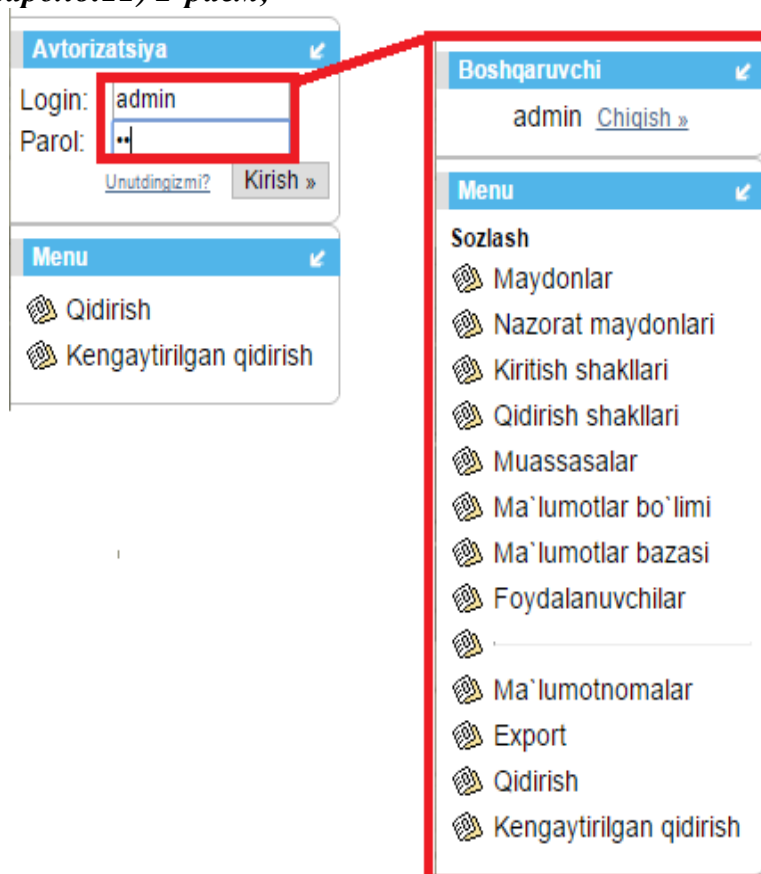 Avtorizatsiya
Login: admin
Parol: ••
Unutdingizmi? Kirish »
Menu
Qidirish
Kengaytirilgan qidirish
Boshqaruvchi
admin Chiqish »
Menu
Sozlash
Maydonlar
Nazorat maydonlari
Kiritish shakllari
Qidirish shakllari
Muassasalar
Ma`lumotlar bo`limi
Ma`lumotlar bazasi
Foydalanuvchilar
Ma`lumotnomalar
Export
Qidirish
Kengaytirilgan qidirish